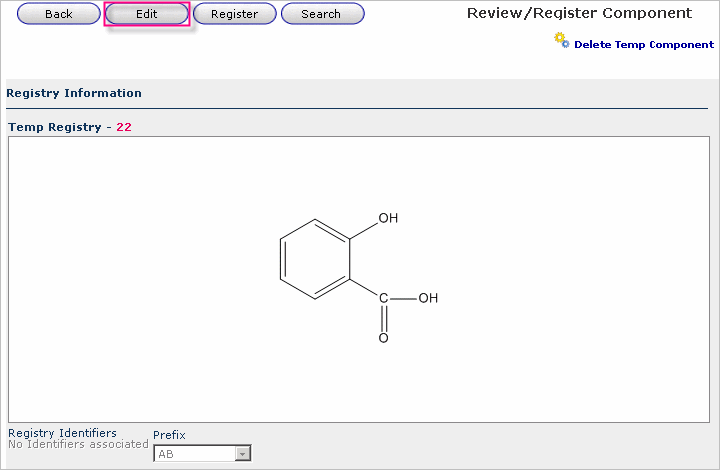 Back Edit Register Search Review/Register Component
Delete Temp Component
Registry Information
Temp Registry - 22
OH
C OH
O
Registry Identifiers Prefix
No Identifiers associated
AB